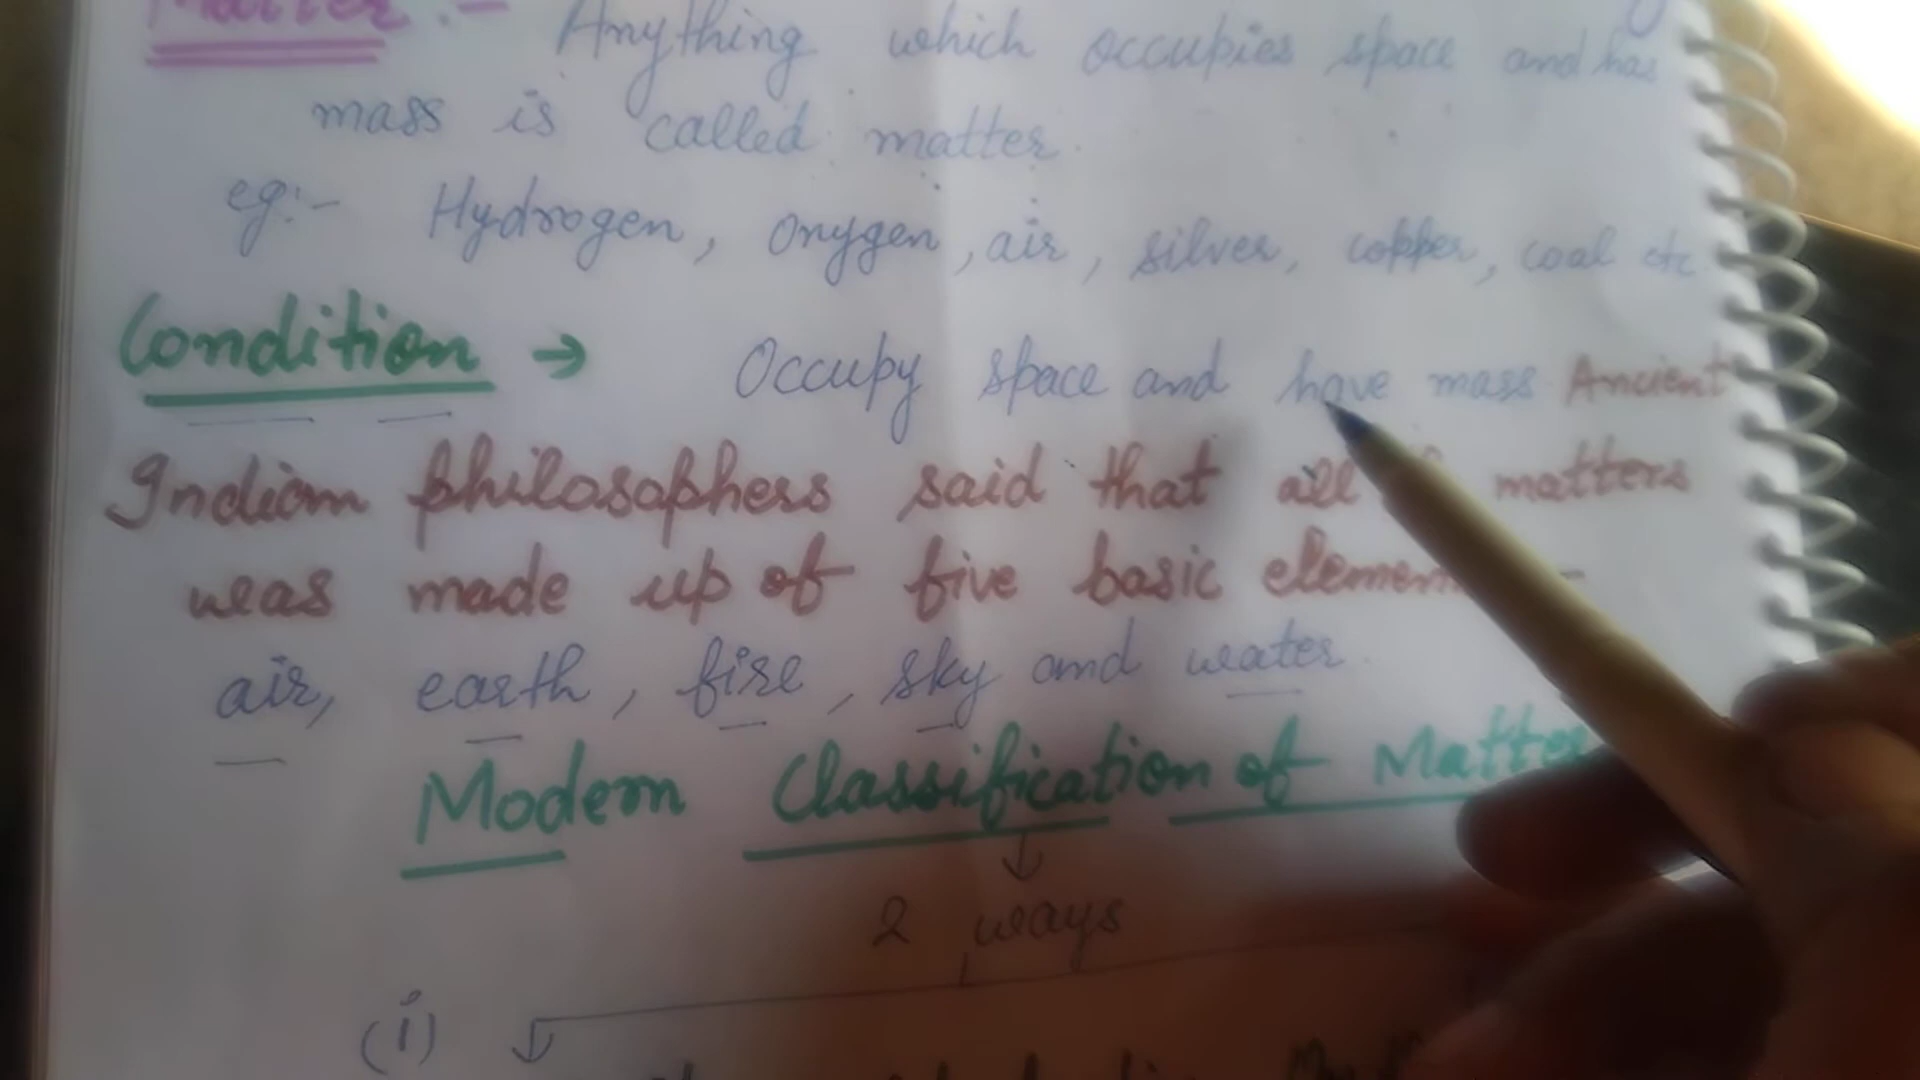 Matter :-
Anything which occupies space and has
mass is called matter.
eg:- Hydrogen, Oxygen, air, silver, copper, coal etc
Condition → Occupy space and have mass Ancient
Indian philosophers said that all matters
was made up of five basic element
air, earth, fire, sky and water.
Modern Classification of Matter
2 ways
(i)